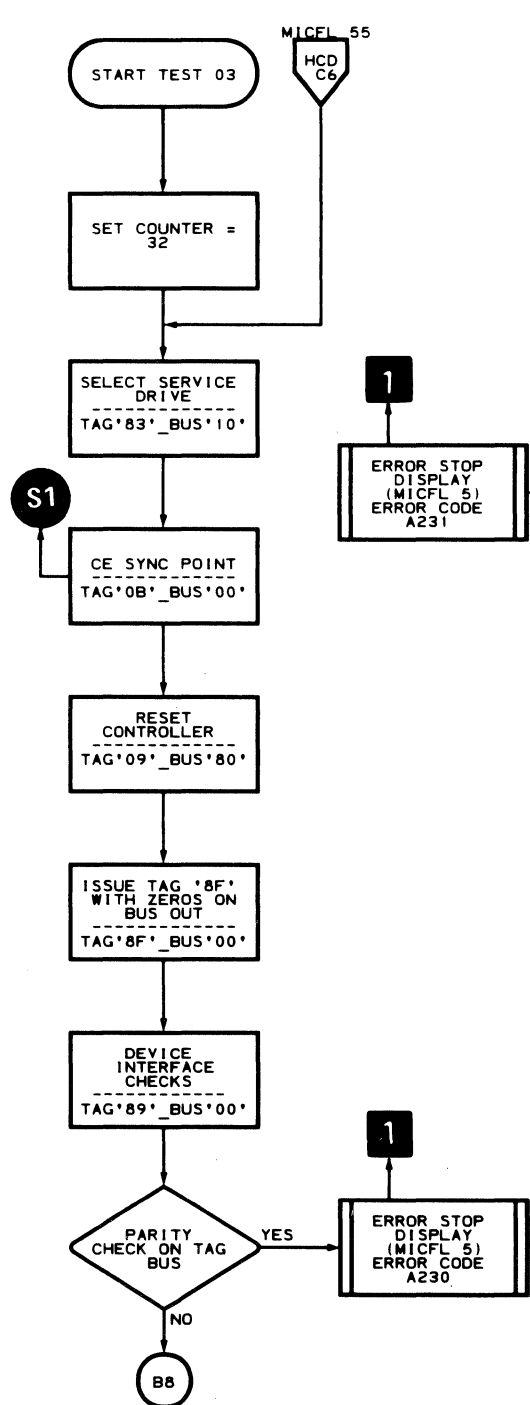 MICFL 55
START TEST 03
HCD
C6
SET COUNTER =
32
SELECT SERVICE
DRIVE
TAG'83'_BUS'10'
1
ERROR STOP
DISPLAY
(MICFL 5)
ERROR CODE
A231
S1
CE SYNC POINT
TAG'0B'_BUS'00'
RESET
CONTROLLER
TAG'09'_BUS'80'
ISSUE TAG '8F'
WITH ZEROS ON
BUS OUT
TAG'8F'_BUS'00'
DEVICE
INTERFACE
CHECKS
TAG'89'_BUS'00'
1
PARITY
CHECK ON TAG
BUS
YES
ERROR STOP
DISPLAY
(MICFL 5)
ERROR CODE
A230
NO
B8